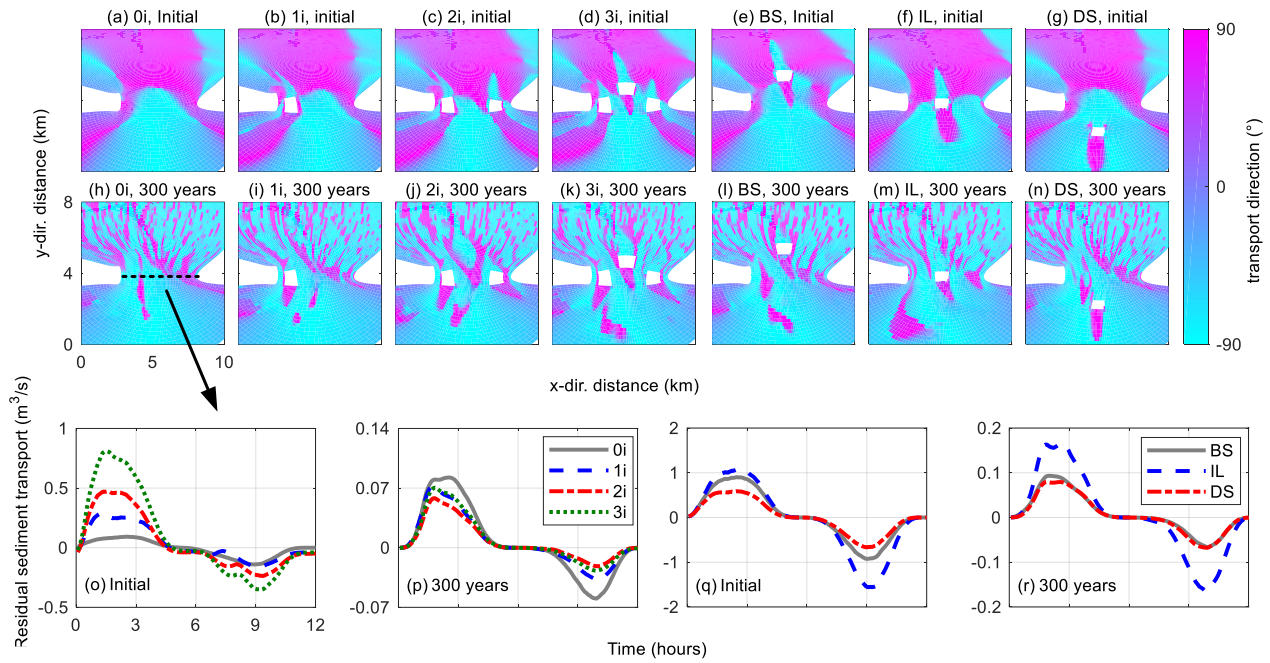 (a) 0i, Initial (b) 1i, initial (c) 2i, initial (d) 3i, initial (e) BS, Initial (f) IL, initial (g) DS, initial
90
0
-90
transport direction (°)
y-dir. distance (km)
(h) 0i, 300 years (i) 1i, 300 years (j) 2i, 300 years (k) 3i, 300 years (l) BS, 300 years (m) IL, 300 years (n) DS, 300 years
8
4
0
0 5 10
x-dir. distance (km)
Residual sediment transport (m³/s)
1
0.5
0
-0.5
0 3 6 9 12
(o) Initial
0.14
0.07
0
-0.07
0i
1i
2i
3i
(p) 300 years
2
1
0
-1
-2
(q) Initial
0.2
0.1
0
-0.1
-0.2
BS
IL
DS
(r) 300 years
Time (hours)